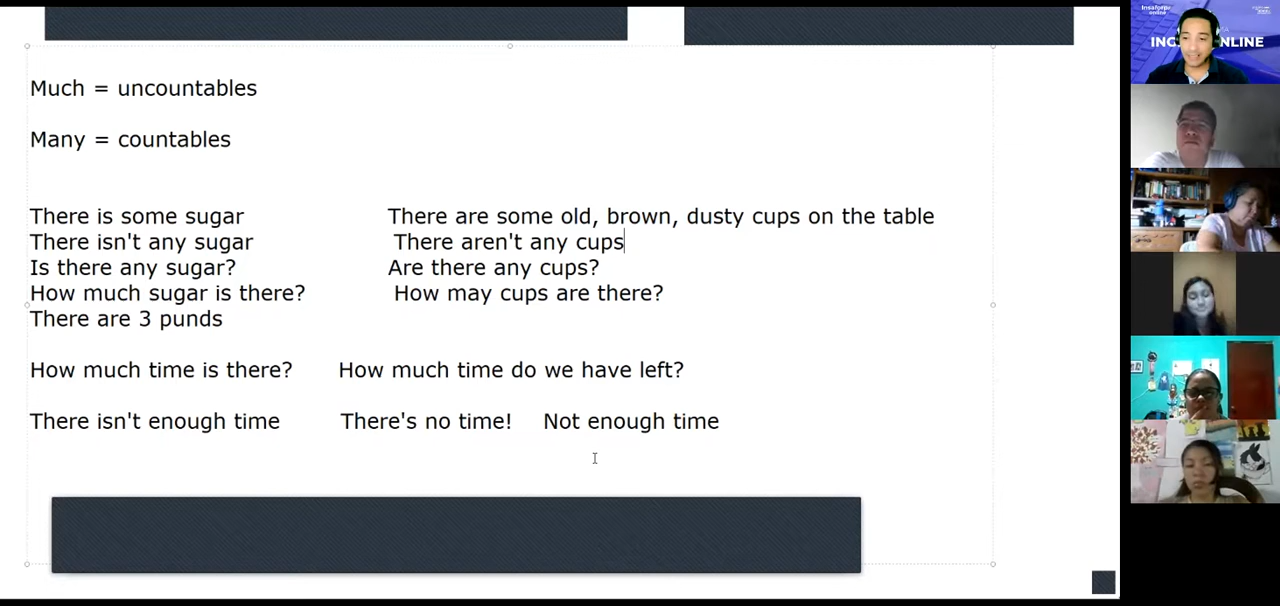 Much = uncountables
Many = countables
There is some sugar There are some old, brown, dusty cups on the table
There isn't any sugar There aren't any cups
Is there any sugar? Are there any cups?
How much sugar is there? How may cups are there?
There are 3 punds
How much time is there? How much time do we have left?
There isn't enough time There's no time! Not enough time
online
ING NLINE